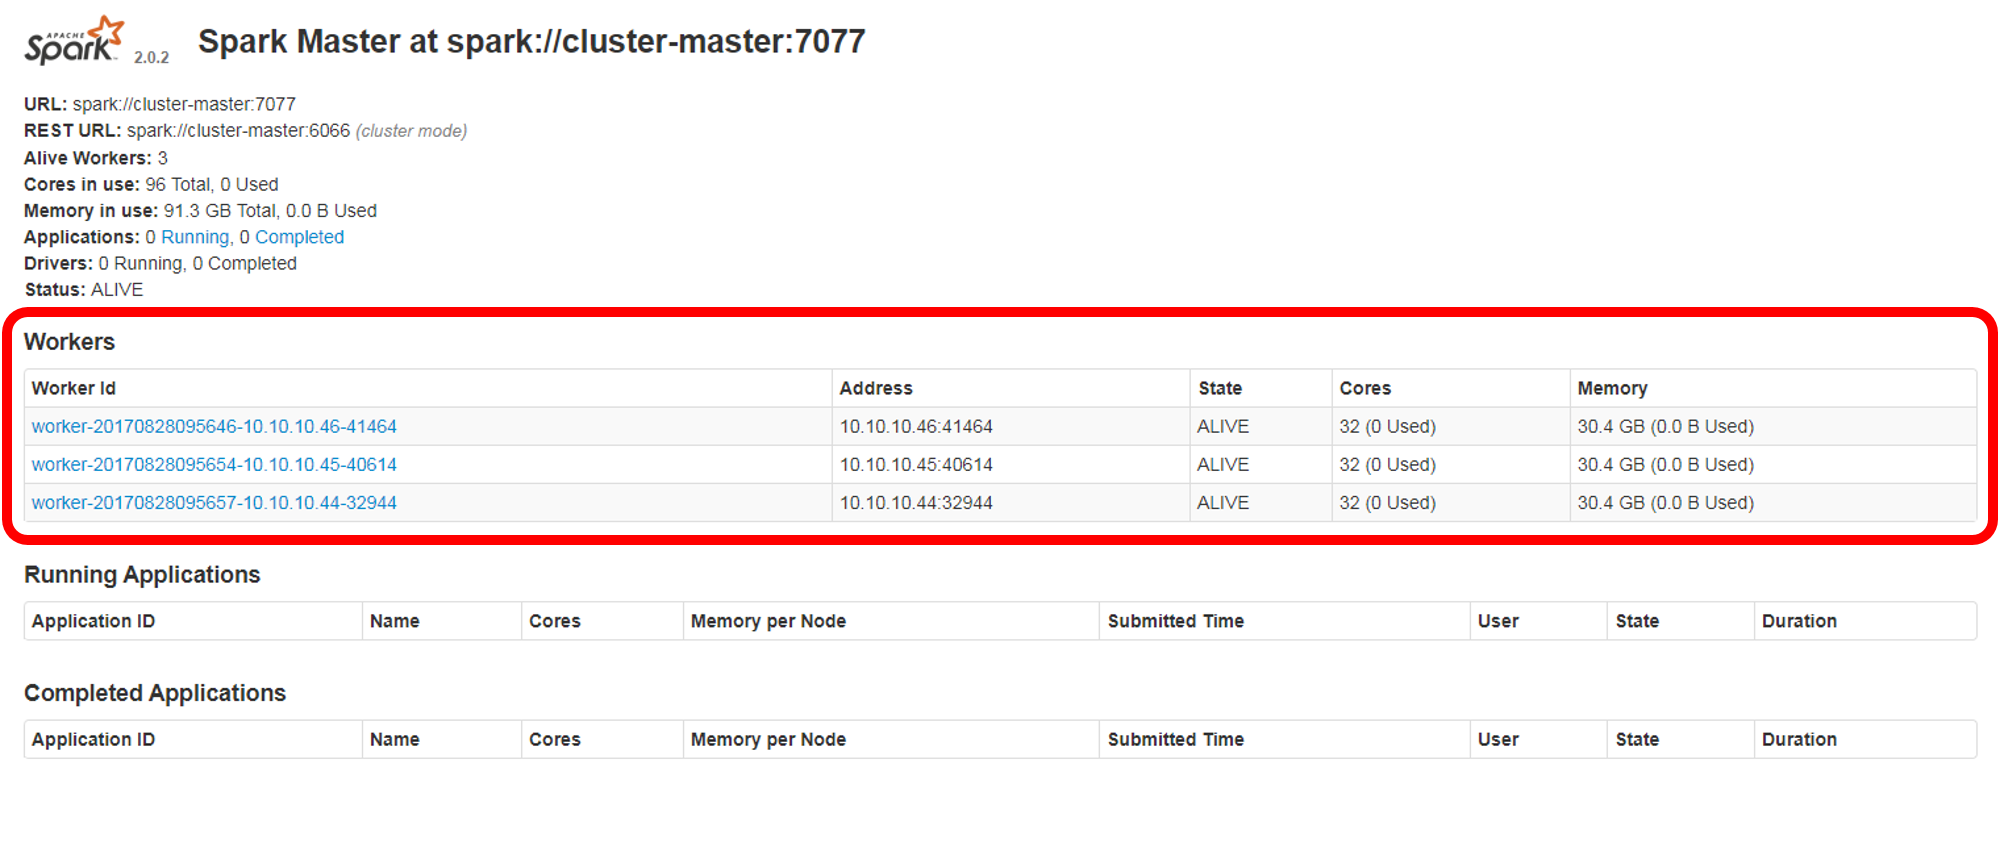 APACHE
Spark 2.0.2 Spark Master at spark://cluster-master:7077
URL: spark://cluster-master:7077
REST URL: spark://cluster-master:6066 (cluster mode)
Alive Workers: 3
Cores in use: 96 Total, 0 Used
Memory in use: 91.3 GB Total, 0.0 B Used
Applications: 0 Running, 0 Completed
Drivers: 0 Running, 0 Completed
Status: ALIVE
Workers
Worker Id Address State Cores Memory
worker-20170828095646-10.10.10.46-41464 10.10.10.46:41464 ALIVE 32 (0 Used) 30.4 GB (0.0 B Used)
worker-20170828095654-10.10.10.45-40614 10.10.10.45:40614 ALIVE 32 (0 Used) 30.4 GB (0.0 B Used)
worker-20170828095657-10.10.10.44-32944 10.10.10.44:32944 ALIVE 32 (0 Used) 30.4 GB (0.0 B Used)
Running Applications
Application ID Name Cores Memory per Node Submitted Time User State Duration
Completed Applications
Application ID Name Cores Memory per Node Submitted Time User State Duration